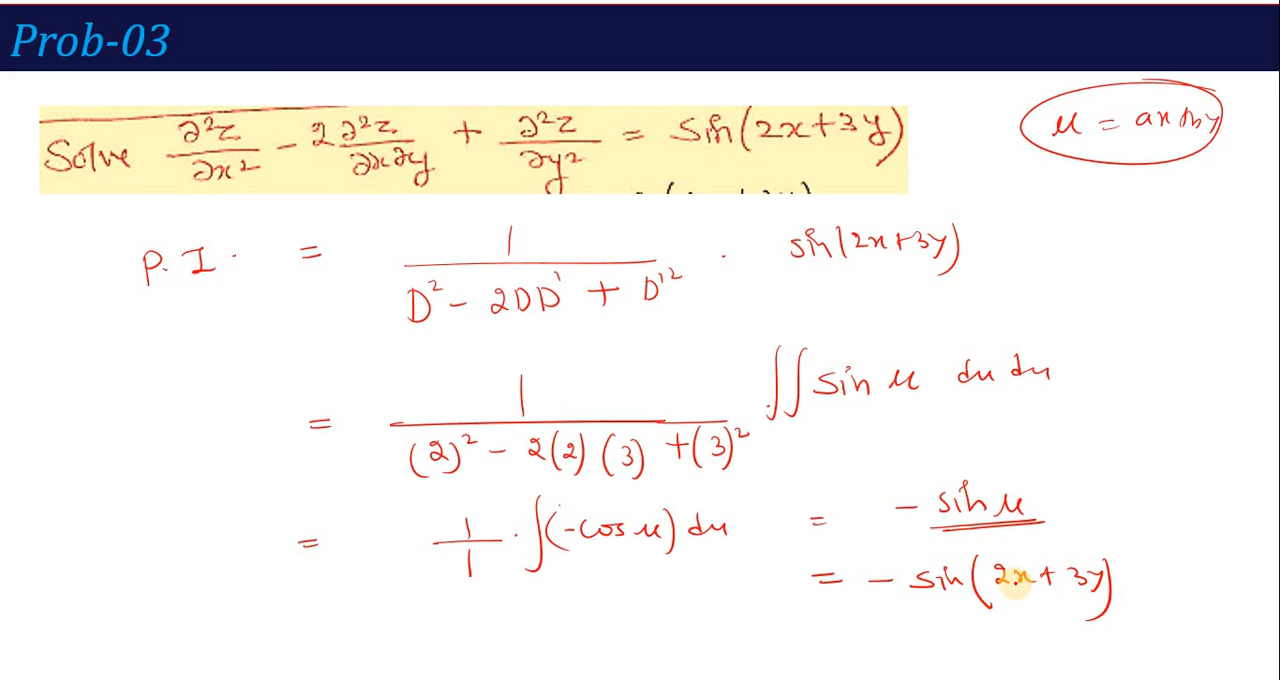 Prob-03
Solve ∂²z/∂x² - 2 ∂²z/∂x∂y + ∂²z/∂y² = Sin(2x+3y)
u = ax+by
P.I. = 1/(D² - 2DD' + D'²) . sin(2x+3y)
= 1/((2)² - 2(2)(3) + (3)²) ∬ sin u du du
= 1/1 . ∫(-cos u) du = - sin u
= - sin(2x+3y)